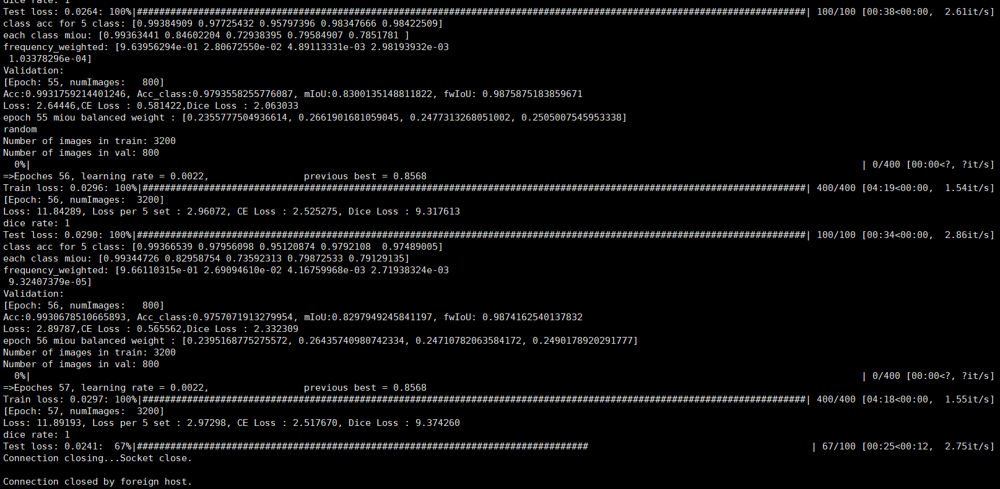 dice rate: 1
Test loss: 0.0264: 100%|########################################################################################################################| 100/100 [00:38<00:00,  2.61it/s]
class acc for 5 class: [0.99384909 0.97725432 0.95797396 0.98347666 0.98422509]
each class miou: [0.99363441 0.84602204 0.72938395 0.79584907 0.7851781 ]
frequency_weighted: [9.63956294e-01 2.80672550e-02 4.89113331e-03 2.98193932e-03
 1.03378296e-04]
Validation:
[Epoch: 55, numImages:   800]
Acc:0.9931759214401246, Acc_class:0.9793558255776087, mIoU:0.8300135148811822, fwIoU: 0.9875875183859671
Loss: 2.64446,CE Loss : 0.581422,Dice Loss : 2.063033
epoch 55 miou balanced weight : [0.2355777504936614, 0.2661901681059045, 0.2477313268051002, 0.2505007545953338]
random
Number of images in train: 3200
Number of images in val: 800
  0%|                                                                                                                                                     | 0/400 [00:00<?, ?it/s]
=>Epoches 56, learning rate = 0.0022,                 previous best = 0.8568
Train loss: 0.0296: 100%|#######################################################################################################################| 400/400 [04:19<00:00,  1.54it/s]
[Epoch: 56, numImages:  3200]
Loss: 11.84289, Loss per 5 set : 2.96072, CE Loss : 2.525275, Dice Loss : 9.317613
dice rate: 1
Test loss: 0.0290: 100%|########################################################################################################################| 100/100 [00:34<00:00,  2.86it/s]
class acc for 5 class: [0.99366539 0.97956098 0.95120874 0.9792108  0.97489005]
each class miou: [0.99344726 0.82958754 0.73592313 0.79872533 0.79129135]
frequency_weighted: [9.66110315e-01 2.69094610e-02 4.16759968e-03 2.71938324e-03
 9.32407379e-05]
Validation:
[Epoch: 56, numImages:   800]
Acc:0.9930678510665893, Acc_class:0.9757071913279954, mIoU:0.8297949245841197, fwIoU: 0.9874162540137832
Loss: 2.89787,CE Loss : 0.565562,Dice Loss : 2.332309
epoch 56 miou balanced weight : [0.2395168775275572, 0.26435740980742334, 0.24710782063584172, 0.2490178920291777]
Number of images in train: 3200
Number of images in val: 800
  0%|                                                                                                                                                     | 0/400 [00:00<?, ?it/s]
=>Epoches 57, learning rate = 0.0022,                 previous best = 0.8568
Train loss: 0.0297: 100%|#######################################################################################################################| 400/400 [04:18<00:00,  1.55it/s]
[Epoch: 57, numImages:  3200]
Loss: 11.89193, Loss per 5 set : 2.97298, CE Loss : 2.517670, Dice Loss : 9.374260
dice rate: 1
Test loss: 0.0241:  67%|#################################################################################                                        | 67/100 [00:25<00:12,  2.75it/s]
Connection closing...Socket close.
Connection closed by foreign host.